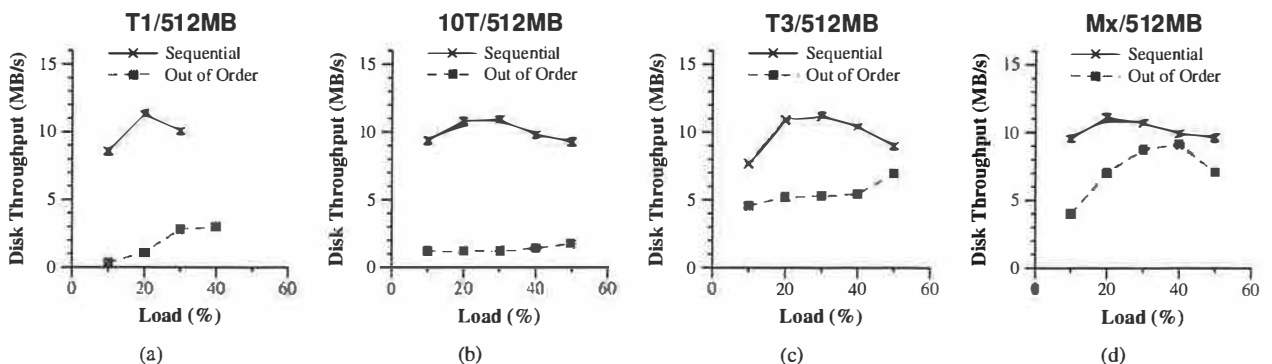 T1/512MB
Sequential
Out of Order
Disk Throughput (MB/s)
15
10
5
0
0 20 40 60
Load (%)
(a)
10T/512MB
Sequential
Out of Order
Disk Throughput (MB/s)
15
10
5
0
0 20 40 60
Load (%)
(b)
T3/512MB
Sequential
Out of Order
Disk Throughput (MB/s)
15
10
5
0
0 20 40 60
Load (%)
(c)
Mx/512MB
Sequential
Out of Order
Disk Throughput (MB/s)
15
10
5
0
0 20 40 60
Load (%)
(d)